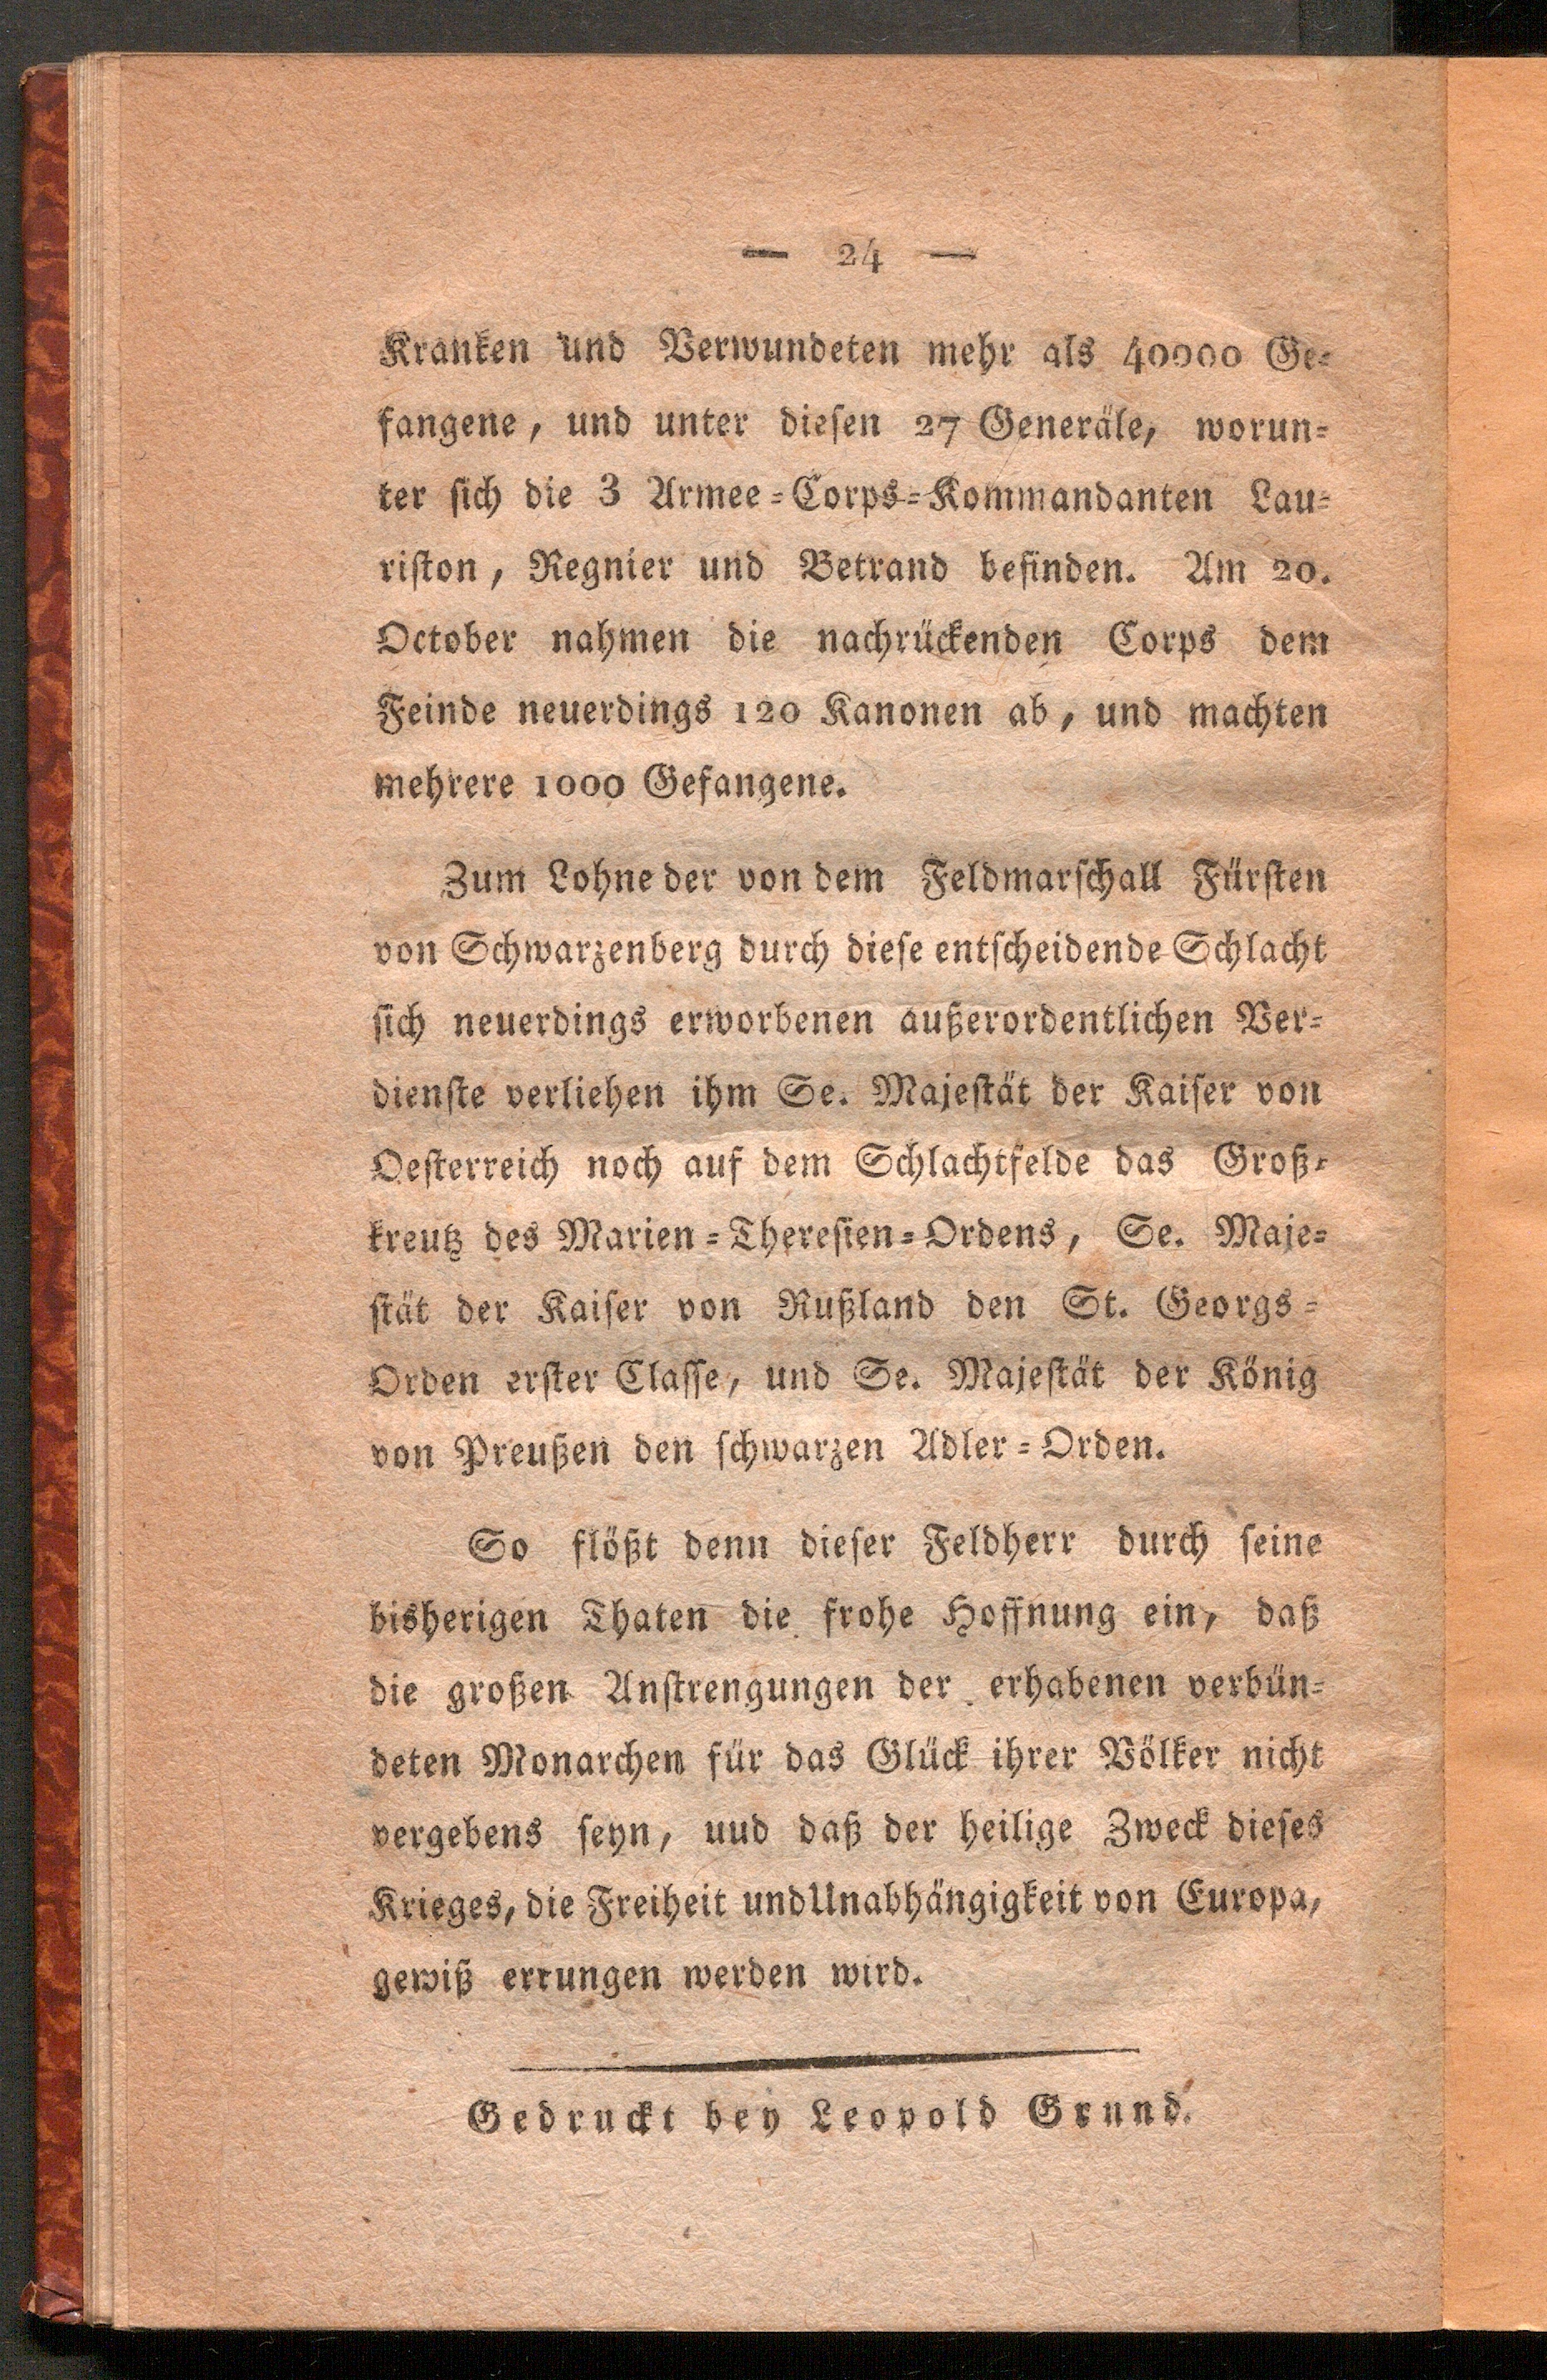 — 24 —
Kranken und Verwundeten mehr als 40000 Ge-
fangene, und unter diesen 27 Generäle, worun-
ter sich die 3 Armee-Corps-Kommandanten Lau-
riston, Regnier und Betrand befinden. Am 20.
October nahmen die nachrückenden Corps dem
Feinde neuerdings 120 Kanonen ab, und machten
mehrere 1000 Gefangene.
Zum Lohne der von dem Feldmarschall Fürsten
von Schwarzenberg durch diese entscheidende Schlacht
sich neuerdings erworbenen außerordentlichen Ver-
dienste verliehen ihm Se. Majestät der Kaiser von
Oesterreich noch auf dem Schlachtfelde das Groß-
kreutz des Marien-Theresien-Ordens, Se. Maje-
stät der Kaiser von Rußland den St. Georgs-
Orden erster Classe, und Se. Majestät der König
von Preußen den schwarzen Adler-Orden.
So flößt denn dieser Feldherr durch seine
bisherigen Thaten die frohe Hoffnung ein, daß
die großen Anstrengungen der erhabenen verbün-
deten Monarchen für das Glück ihrer Völker nicht
vergebens seyn, uud daß der heilige Zweck dieses
Krieges, die Freiheit undUnabhängigkeit von Europa,
gewiß errungen werden wird.
Gedruckt bey Leopold Grund.